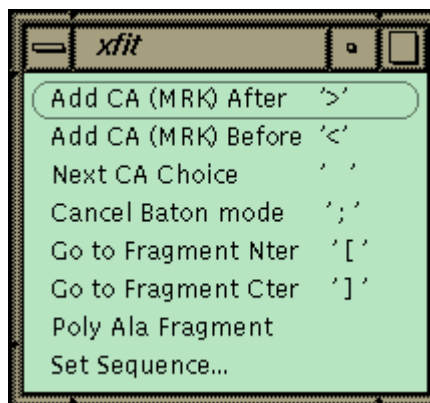 xfit
Add CA (MRK) After '>'
Add CA (MRK) Before '<'
Next CA Choice ' '
Cancel Baton mode ';'
Go to Fragment Nter '['
Go to Fragment Cter ']'
Poly Ala Fragment
Set Sequence...